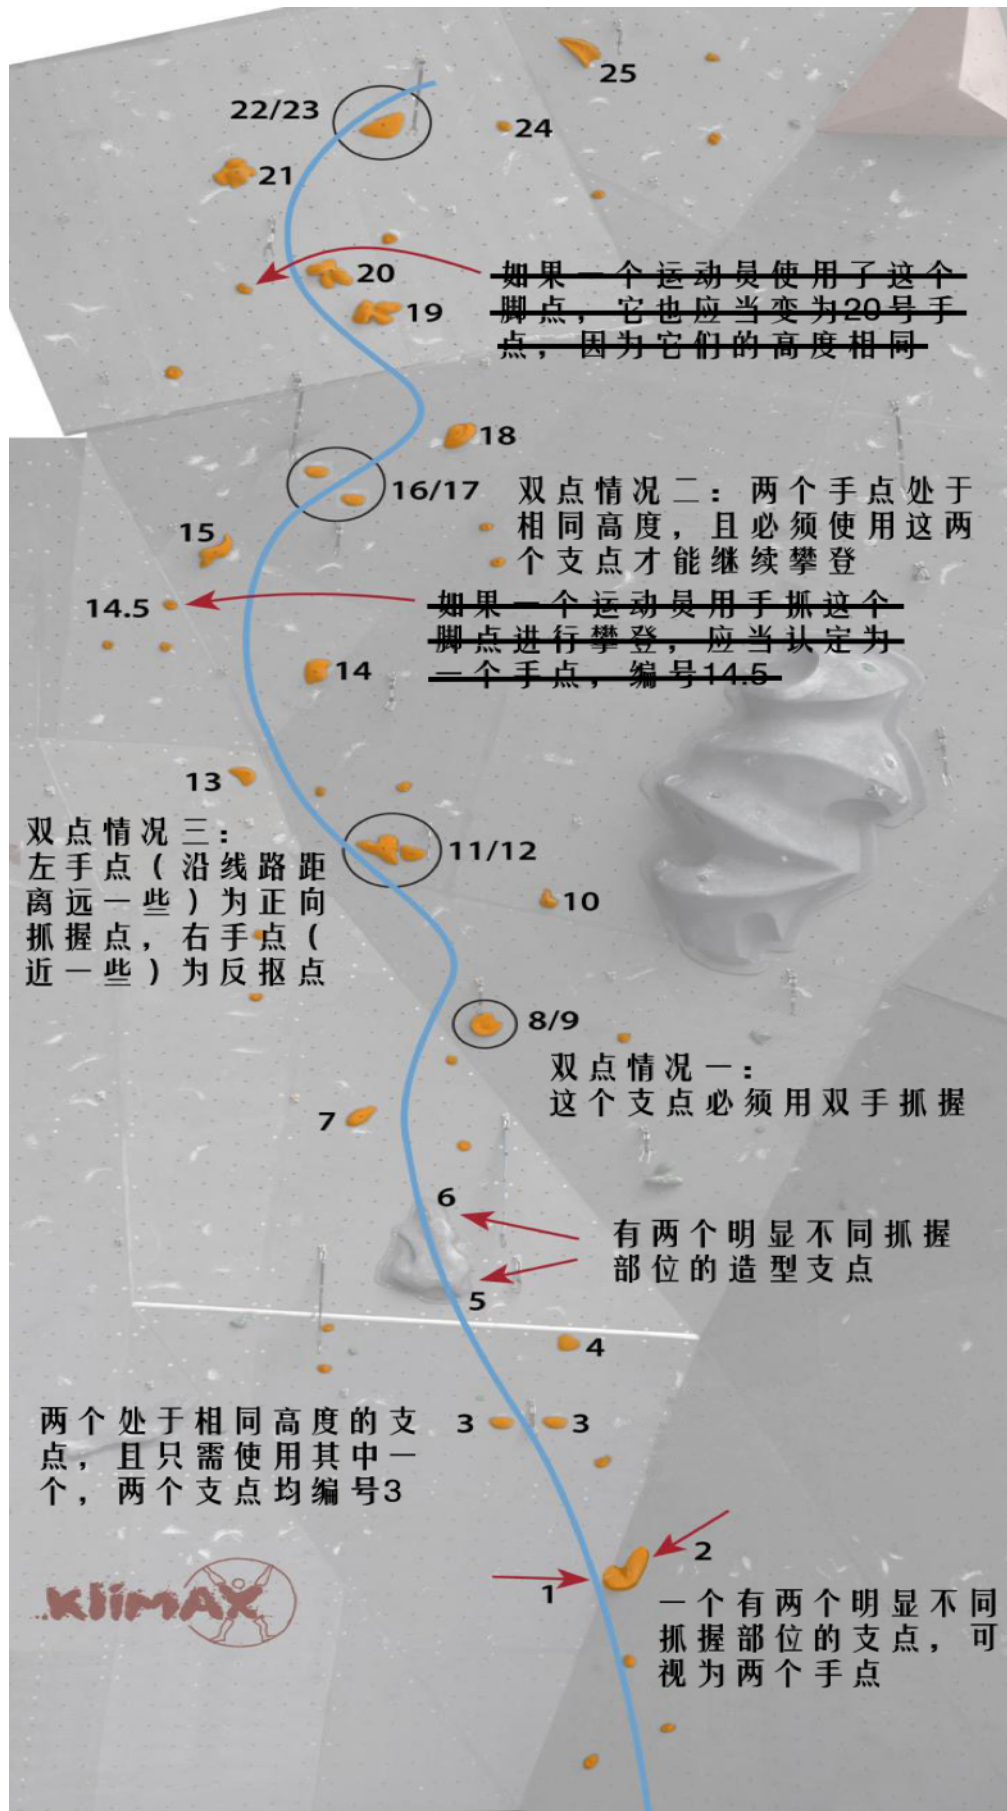 25
22/23
24
21
20
如果一个运动员使用了这个
脚点，它也应当变为20号手
点，因为它们的高度相同
19
18
16/17
双点情况二：两个手点处于
相同高度，且必须使用这两
个支点才能继续攀登
15
14.5
如果一个运动员用手抓这个
脚点进行攀登，应当认定为
一个手点，编号14.5
14
13
双点情况三：
左手点（沿线路距
离远一些）为正向
抓握点，右手点（
近一些）为反抠点
11/12
10
8/9
双点情况一：
这个支点必须用双手抓握
7
6
有两个明显不同抓握
部位的造型支点
5
4
两个处于相同高度的支
点，且只需使用其中一
个，两个支点均编号3
3
3
2
1
一个有两个明显不同
抓握部位的支点，可
视为两个手点
KlimAX